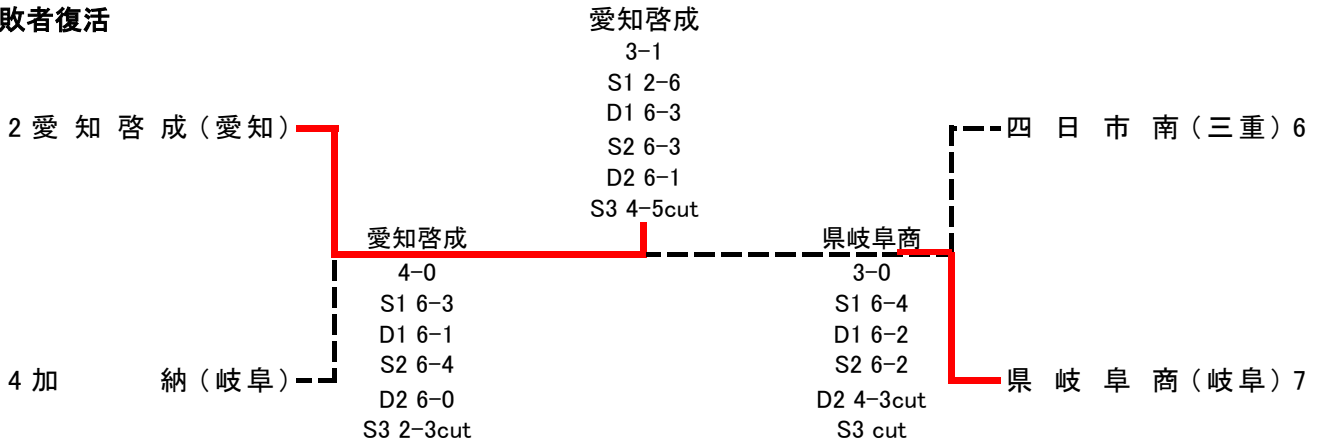 敗者復活
愛知啓成
3-1
S1 2-6
D1 6-3
S2 6-3
D2 6-1
S3 4-5cut
2 愛 知 啓 成 (愛知)
四 日 市 南 (三重) 6
愛知啓成
4-0
S1 6-3
D1 6-1
S2 6-4
D2 6-0
S3 2-3cut
県岐阜商
3-0
S1 6-4
D1 6-2
S2 6-2
D2 4-3cut
S3 cut
4 加 納 (岐阜)
県 岐 阜 商 (岐阜) 7